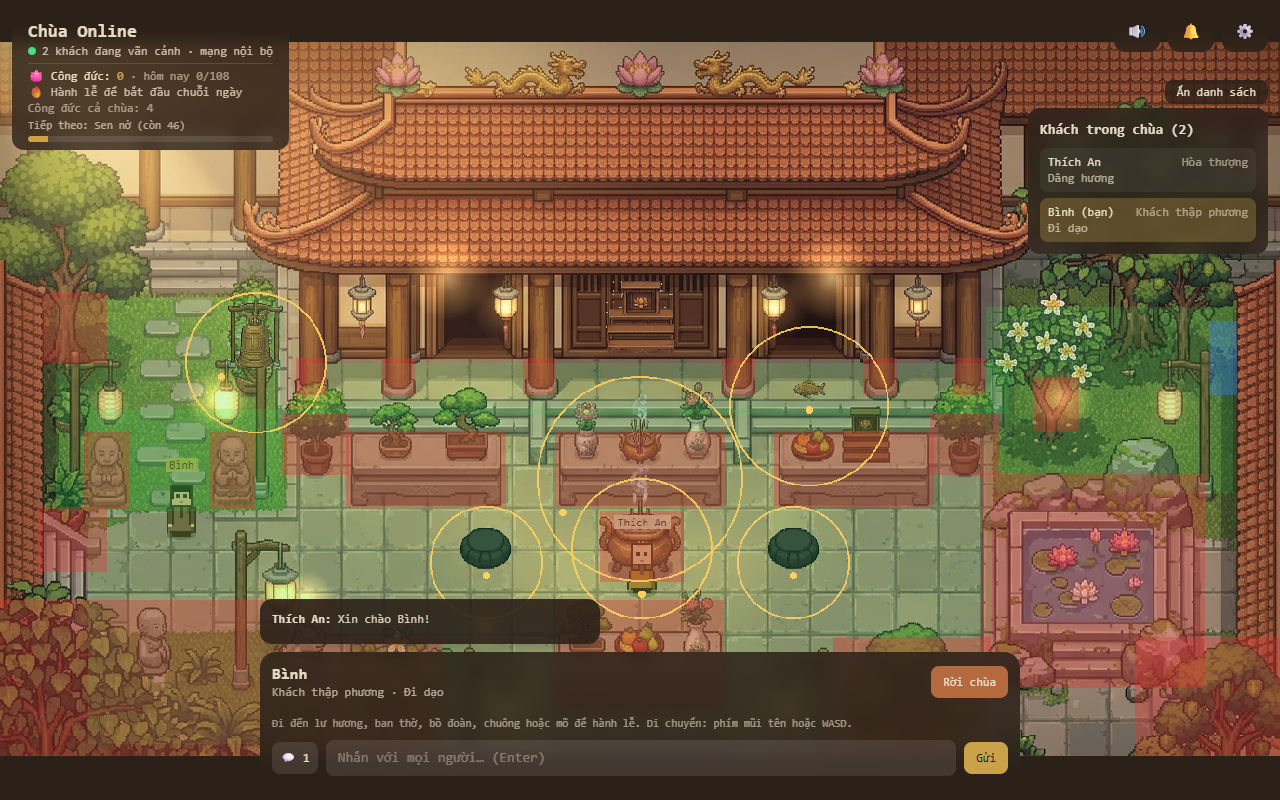 Chùa Online
2 khách đang vãn cảnh · mạng nội bộ
Công đức: 0 · hôm nay 0/108
Hành lễ để bắt đầu chuỗi ngày
Công đức cả chùa: 4
Tiếp theo: Sen nở (còn 46)
Ẩn danh sách
Khách trong chùa (2)
Thích An Hòa thượng
Dâng hương
Bình (bạn) Khách thập phương
Đi dạo
Bình
Thích An
Thích An: Xin chào Bình!
Bình
Khách thập phương · Đi dạo
Rời chùa
Đi đến lư hương, ban thờ, bồ đoàn, chuông hoặc mõ để hành lễ. Di chuyển: phím mũi tên hoặc WASD.
1
Nhắn với mọi người… (Enter)
Gửi